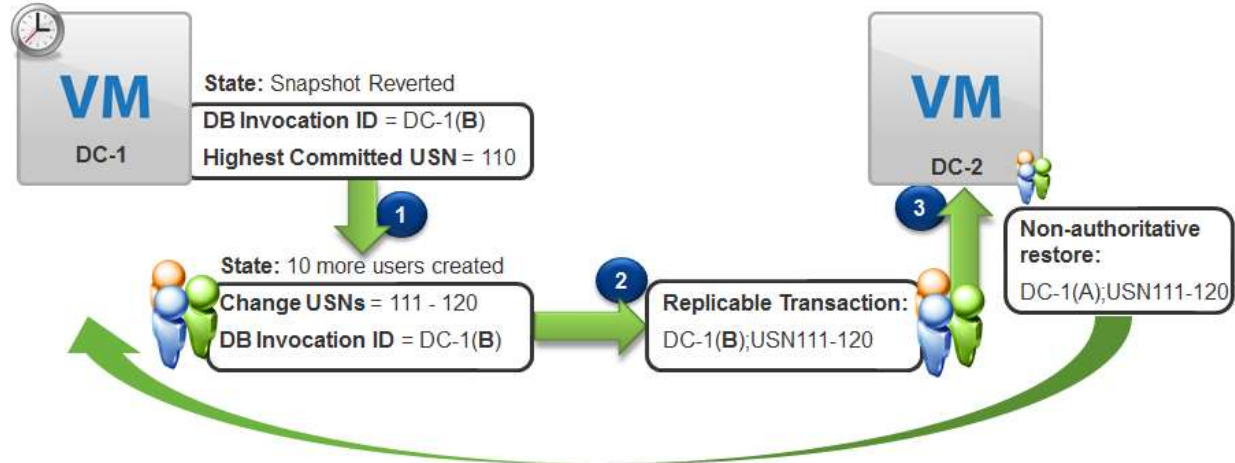 VM
DC-1
State: Snapshot Reverted
DB Invocation ID = DC-1(B)
Highest Committed USN = 110
1
State: 10 more users created
Change USNs = 111 - 120
DB Invocation ID = DC-1(B)
2
Replicable Transaction:
DC-1(B);USN111-120
3
VM
DC-2
Non-authoritative
restore:
DC-1(A);USN111-120